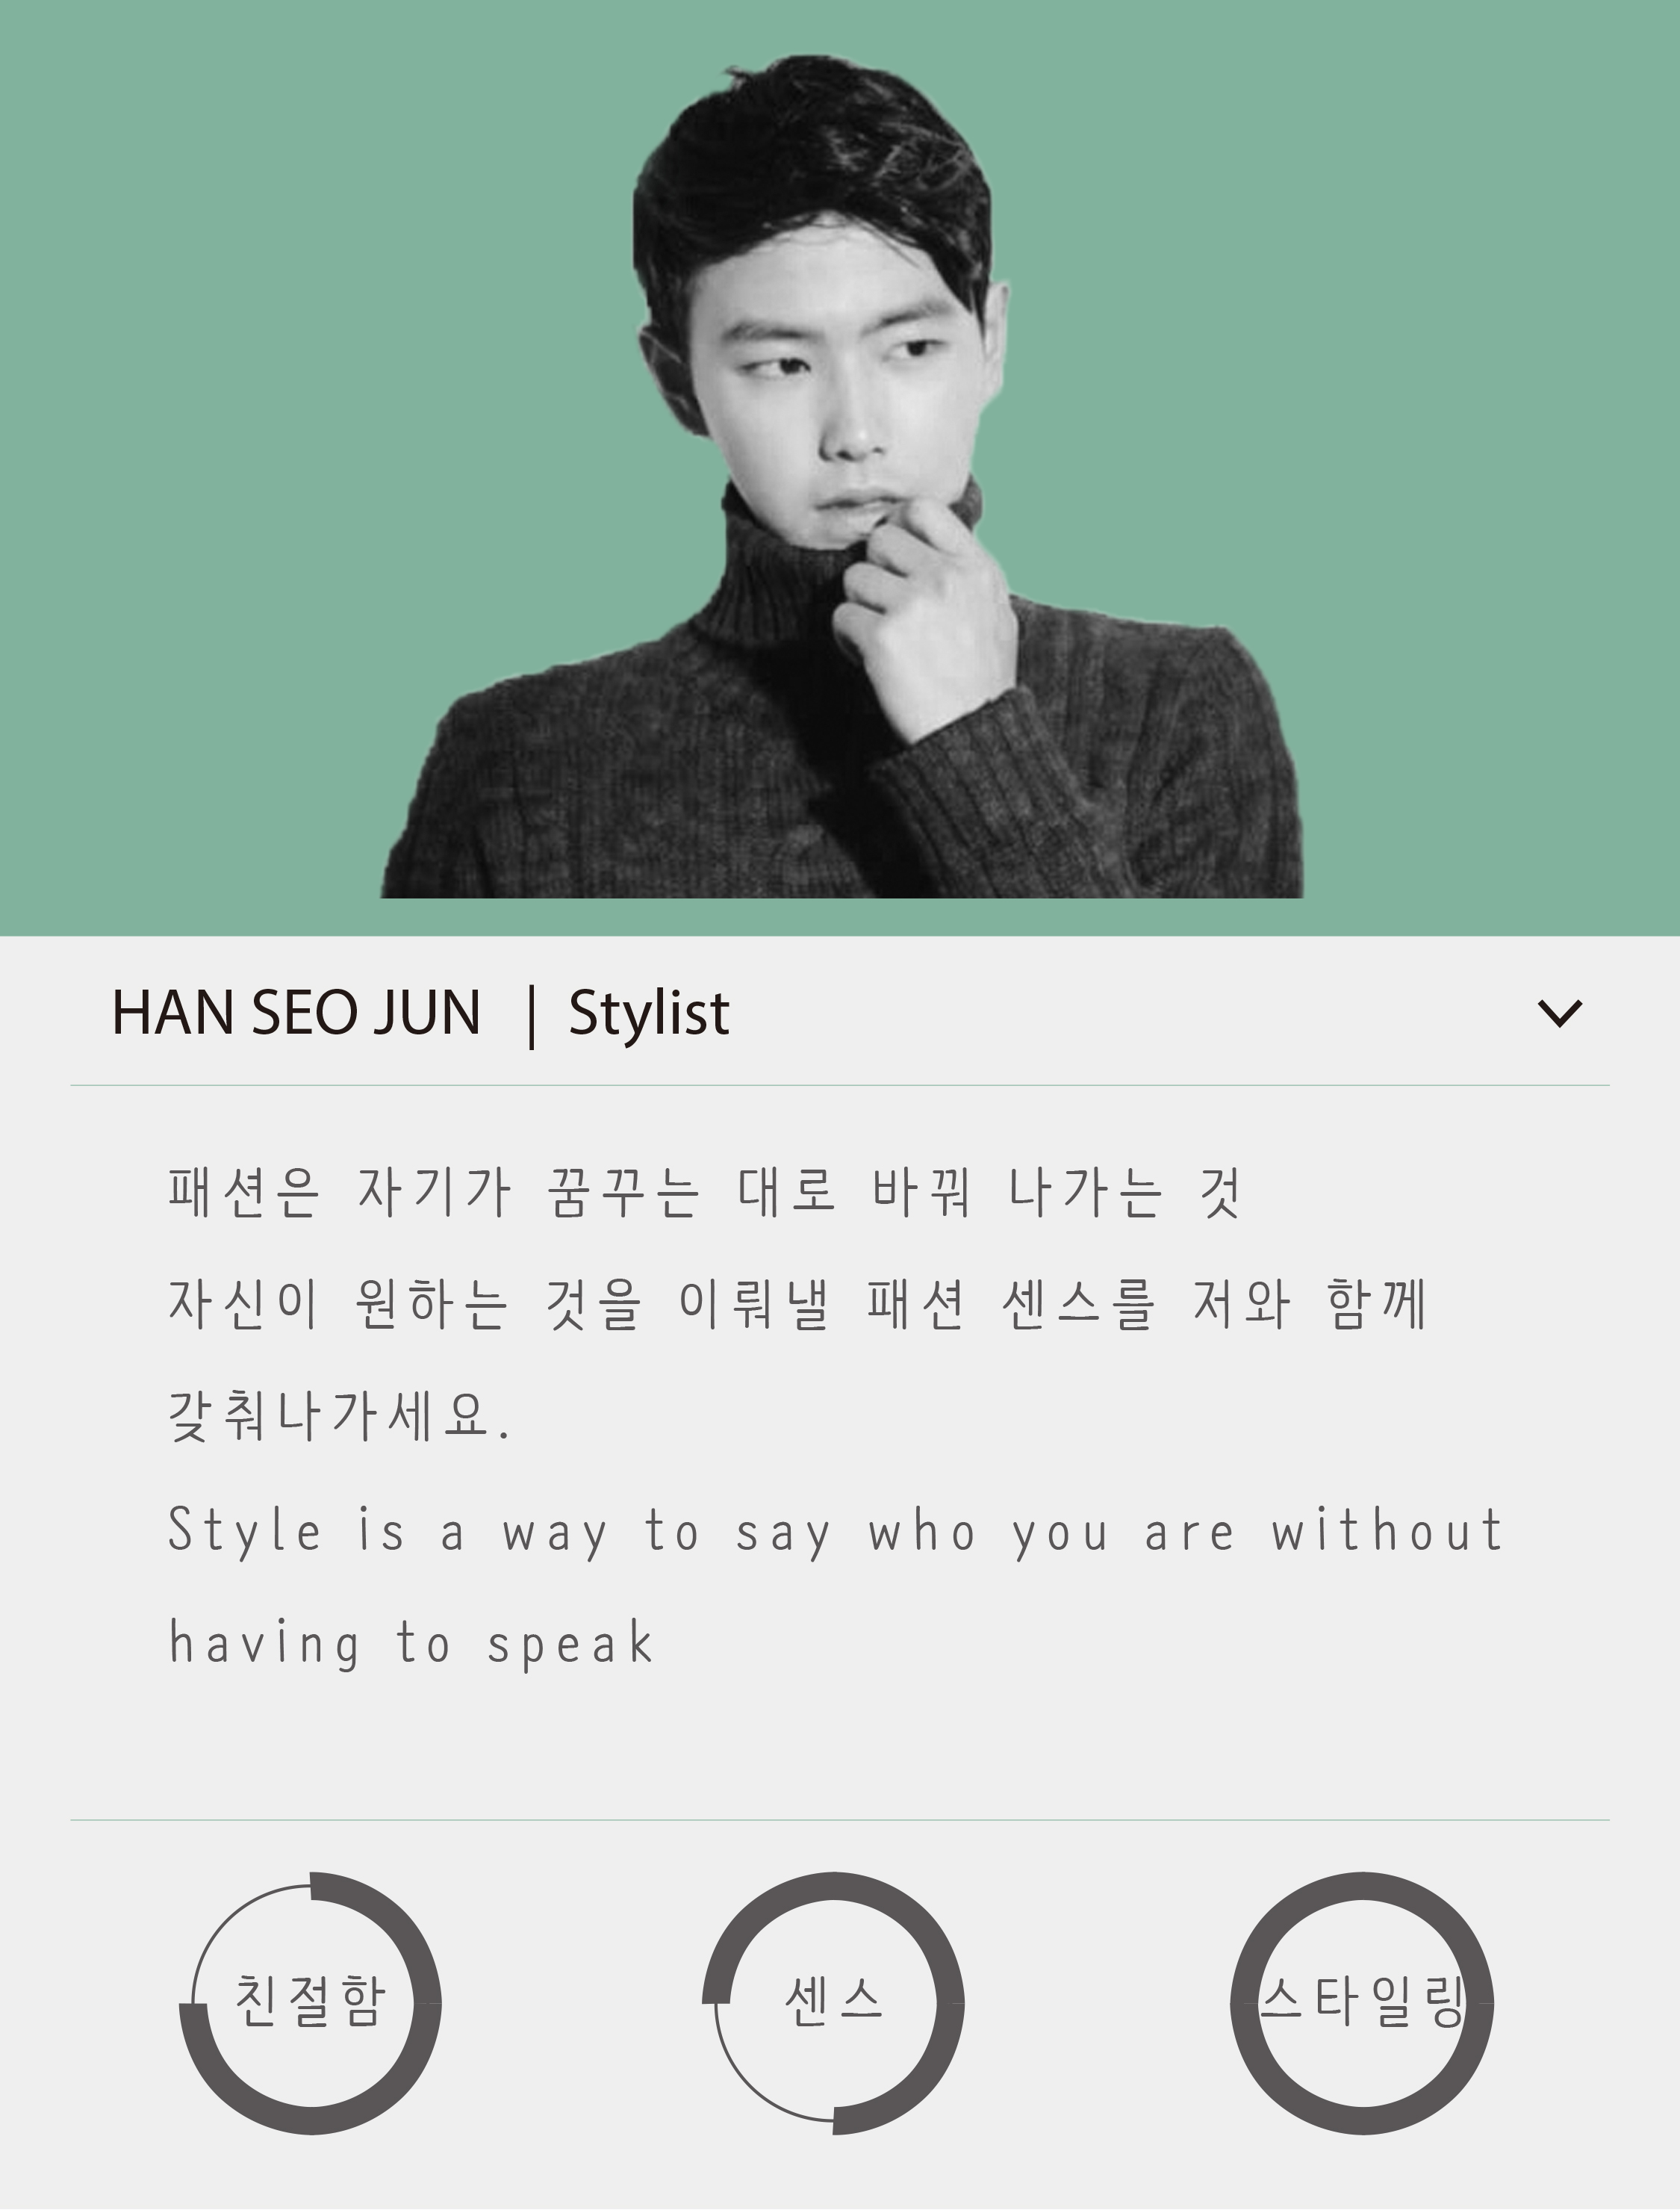 HAN SEO JUN | Stylist
패션은 자기가 꿈꾸는 대로 바꿔 나가는 것
자신이 원하는 것을 이뤄낼 패션 센스를 저와 함께
갖춰나가세요.
Style is a way to say who you are without
having to speak
친절함
센스
스타일링